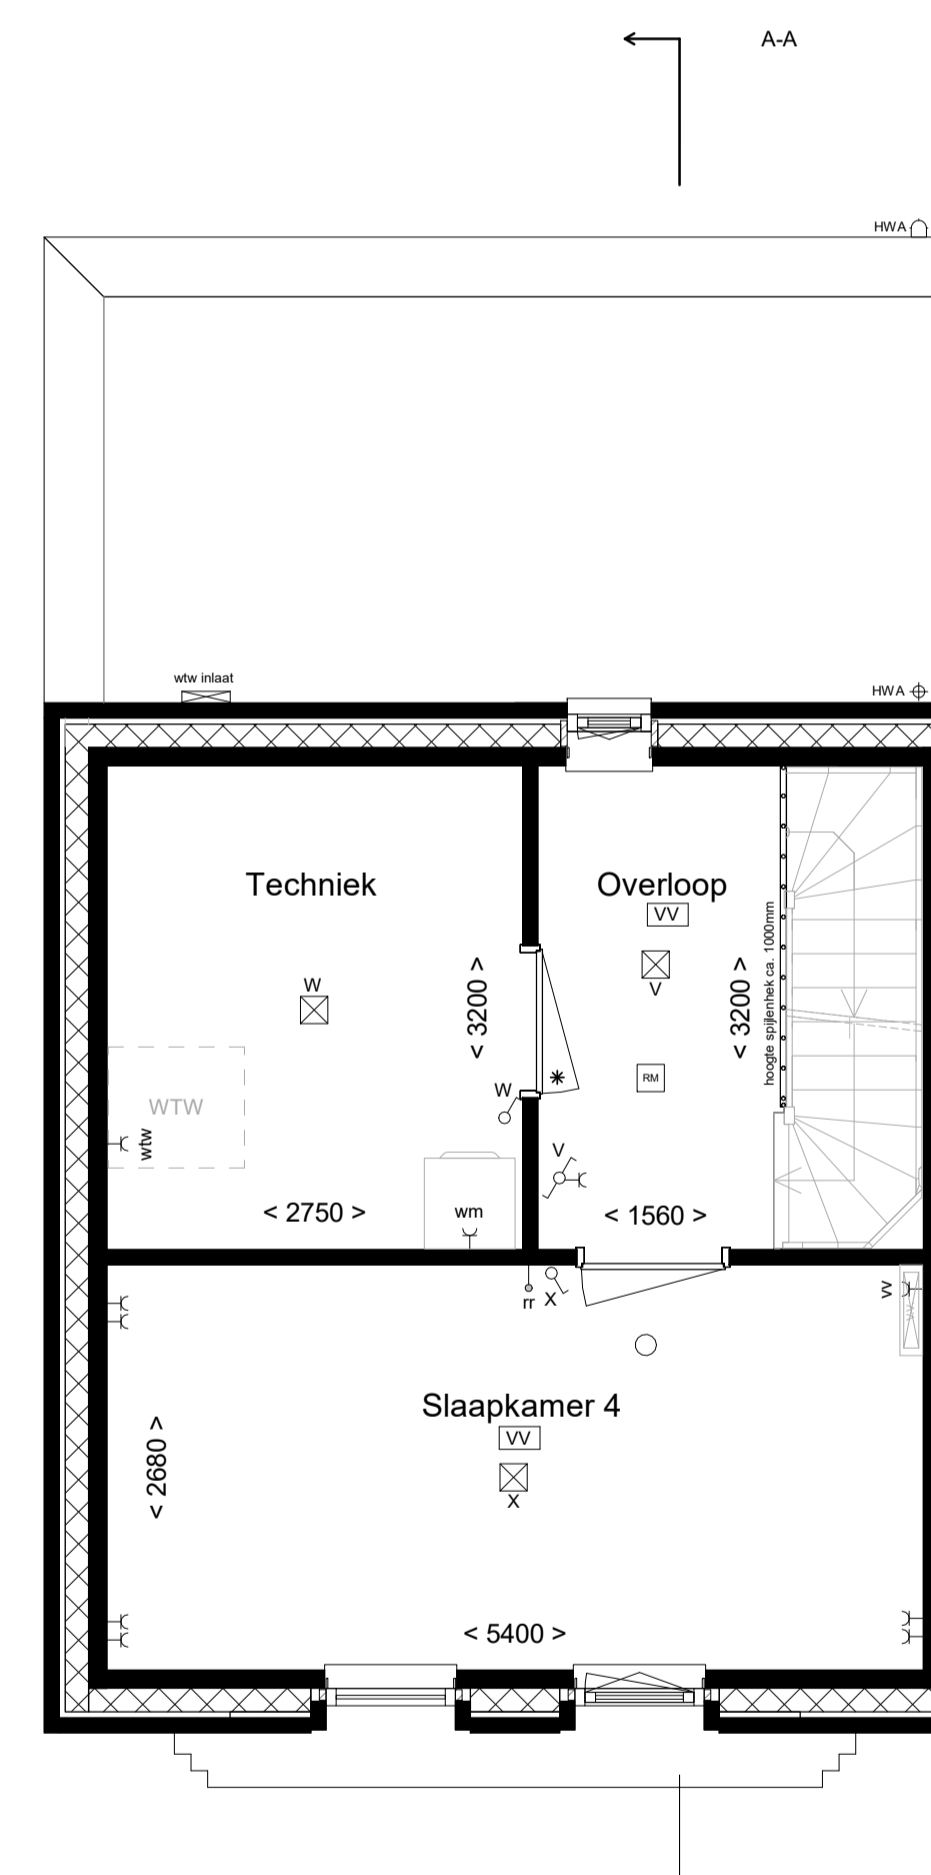 A-A
HWA
wtw inlaat
HWA
Techniek
Overloop
VV
V
W
< 3200 >
< 3200 >
hoogte spijlenhek ca. 1000mm
RM
WTW
wtw
W
V
< 2750 >
wm
< 1560 >
rr
X
vv
Slaapkamer 4
VV
X
< 2680 >
< 5400 >